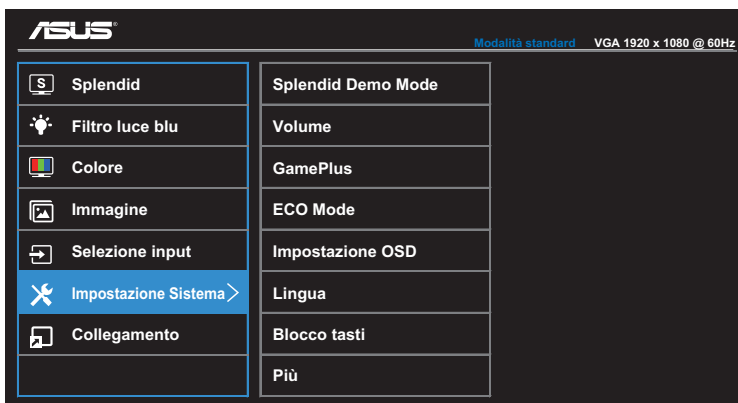 ASUS
Modalità standard VGA 1920 x 1080 @ 60Hz
S Splendid
Filtro luce blu
Colore
Immagine
Selezione input
Impostazione Sistema
Collegamento
Splendid Demo Mode
Volume
GamePlus
ECO Mode
Impostazione OSD
Lingua
Blocco tasti
Più